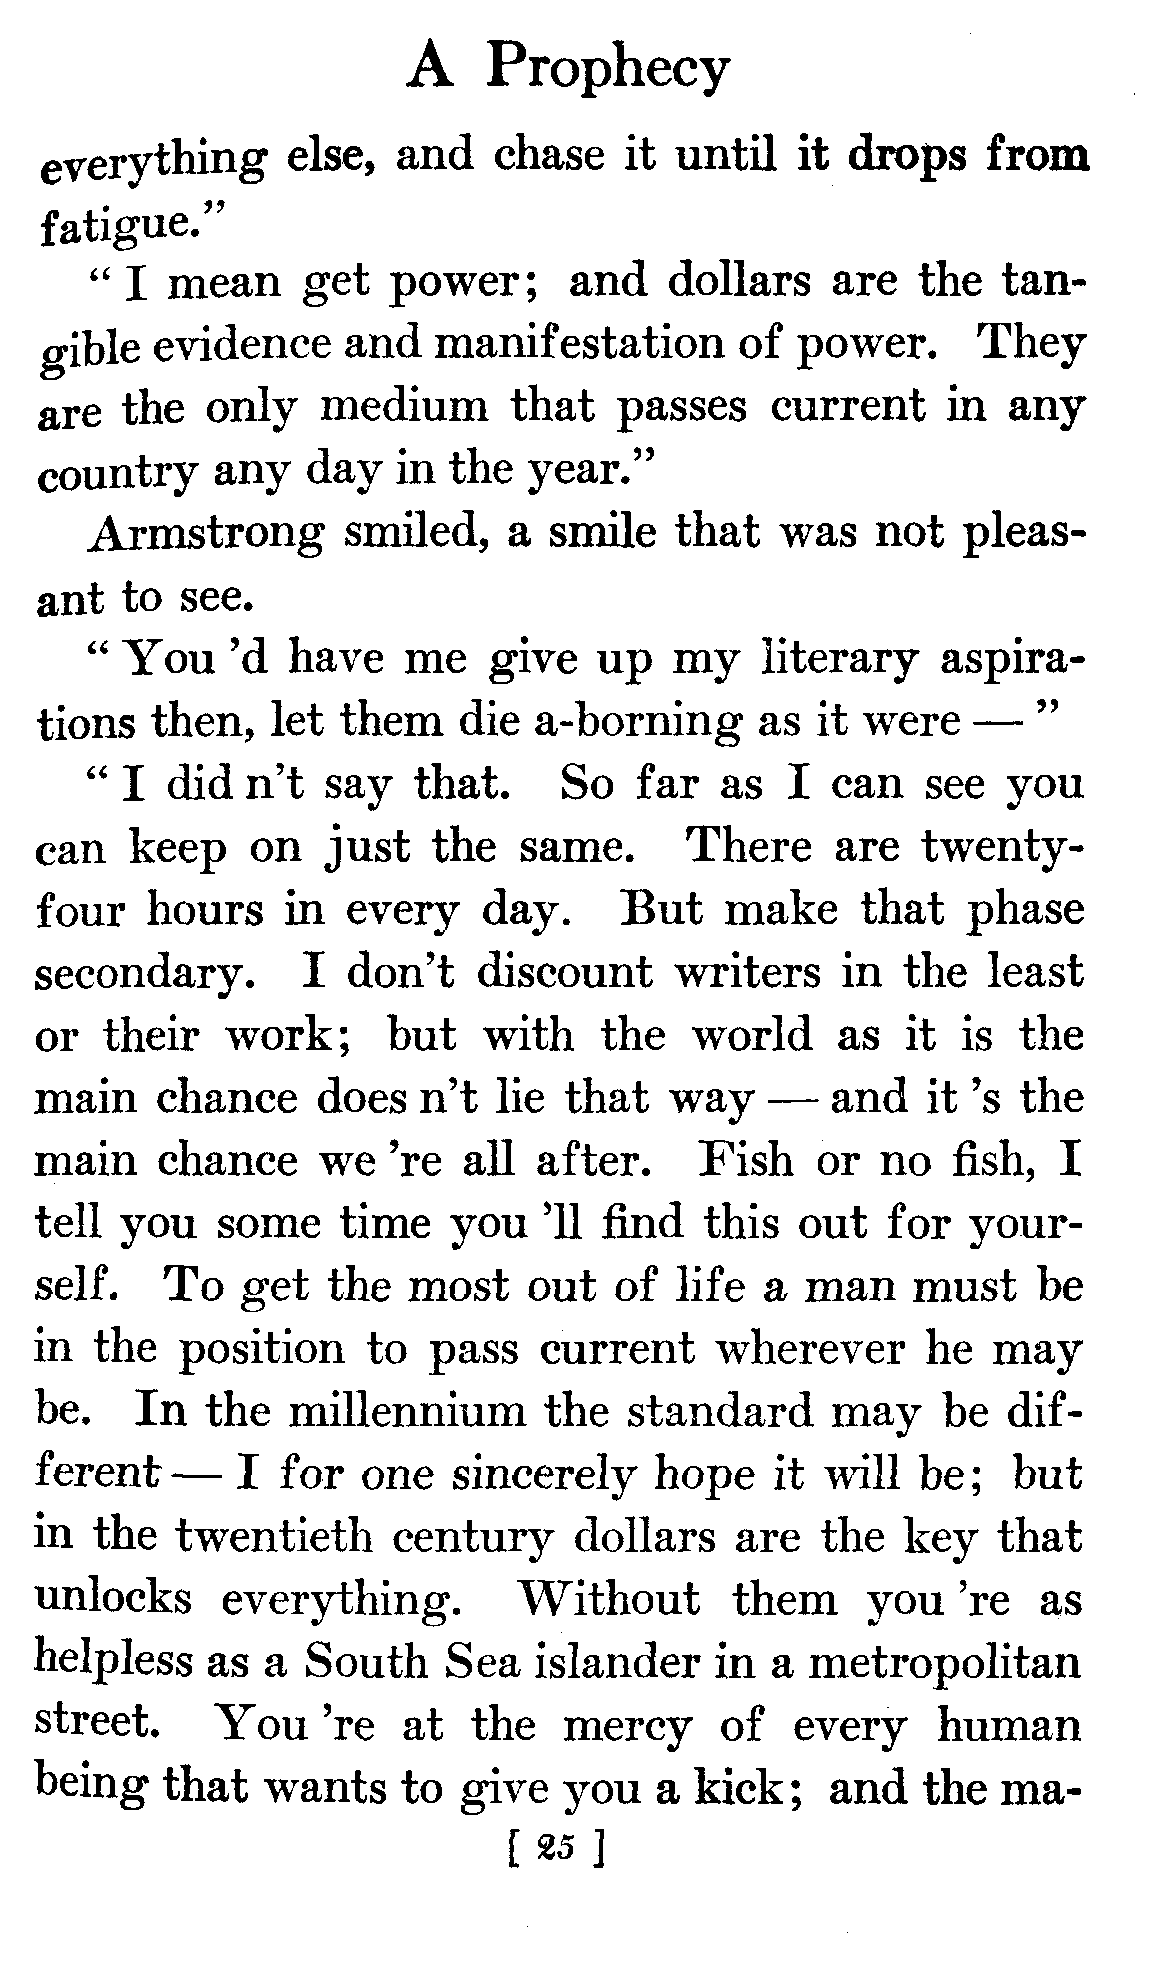 A Prophecy
everything else, and chase it until it drops from
fatigue.”
“ I mean get power; and dollars are the tan-
gible evidence and manifestation of power. They
are the only medium that passes current in any
country any day in the year.”
Armstrong smiled, a smile that was not pleas-
ant to see.
“ You ’d have me give up my literary aspira-
tions then, let them die a-borning as it were — ”
“ I did n’t say that. So far as I can see you
can keep on just the same. There are twenty-
four hours in every day. But make that phase
secondary. I don’t discount writers in the least
or their work; but with the world as it is the
main chance does n’t lie that way — and it ’s the
main chance we ’re all after. Fish or no fish, I
tell you some time you ’ll find this out for your-
self. To get the most out of life a man must be
in the position to pass current wherever he may
be. In the millennium the standard may be dif-
ferent — I for one sincerely hope it will be; but
in the twentieth century dollars are the key that
unlocks everything. Without them you ’re as
helpless as a South Sea islander in a metropolitan
street. You ’re at the mercy of every human
being that wants to give you a kick; and the ma-
[ 25 ]